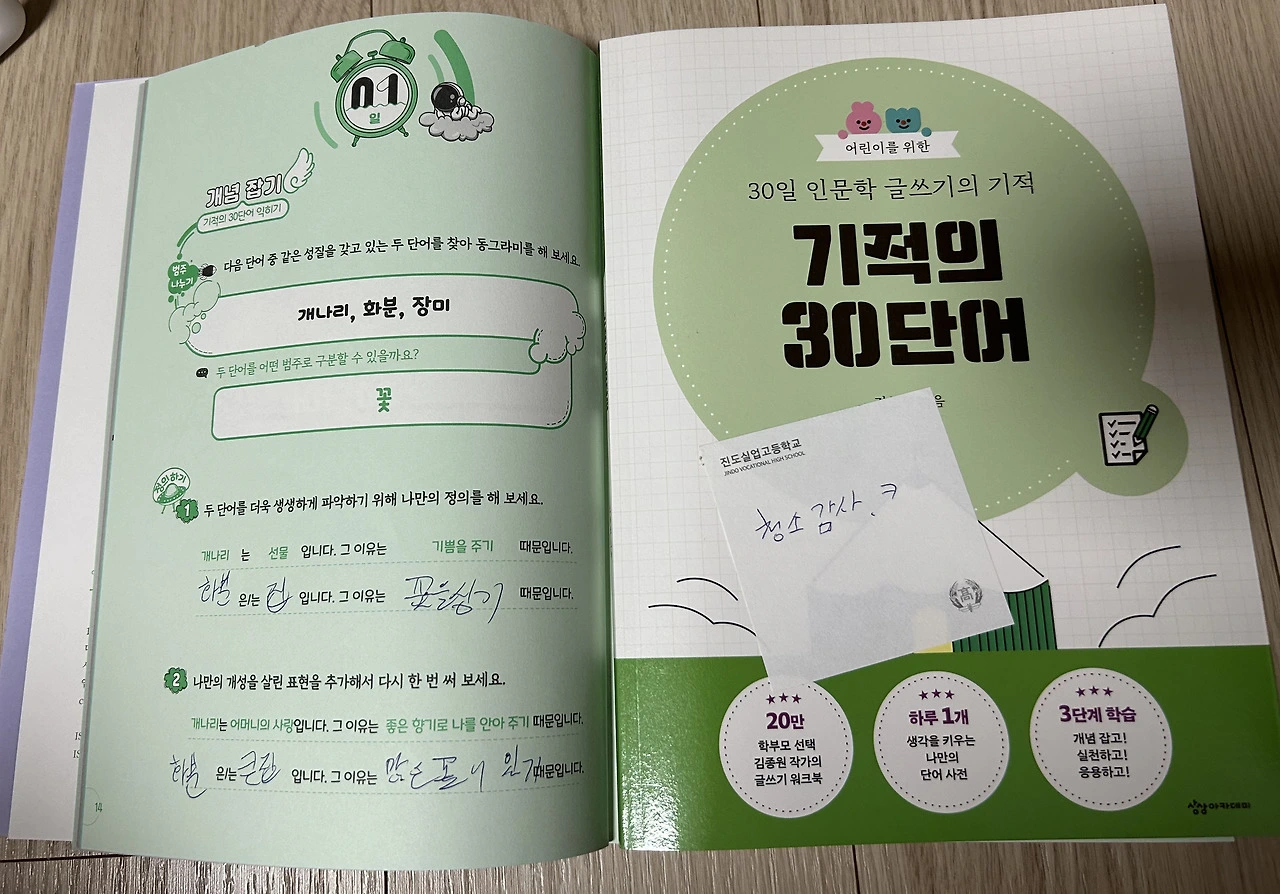 01
일
개념 잡기
기적의 30단어 익히기
범주
나누기
다음 단어 중 같은 성질을 갖고 있는 두 단어를 찾아 동그라미를 해 보세요.
개나리, 화분, 장미
두 단어를 어떤 범주로 구분할 수 있을까요?
꽃
정의하기
1 두 단어를 더욱 생생하게 파악하기 위해 나만의 정의를 해 보세요.
개나리 는 선물 입니다. 그 이유는 기쁨을 주기 때문입니다.
화분 은/는 집 입니다. 그 이유는 꽃을 심기 때문입니다.
2 나만의 개성을 살린 표현을 추가해서 다시 한 번 써 보세요.
개나리는 어머니의 사랑입니다. 그 이유는 좋은 향기로 나를 안아 주기 때문입니다.
화분 은/는 큰 집 입니다. 그 이유는 많은 때문입니다.
14
어린이를 위한
30일 인문학 글쓰기의 기적
기적의
30단어
진도실업고등학교
JINDO VOCATIONAL HIGH SCHOOL
청소 감사. ㅋ
高
20만
학부모 선택
김종원 작가의
글쓰기 워크북
하루 1개
생각을 키우는
나만의
단어 사전
3단계 학습
개념 잡고!
실천하고!
응용하고!
상상아카데미